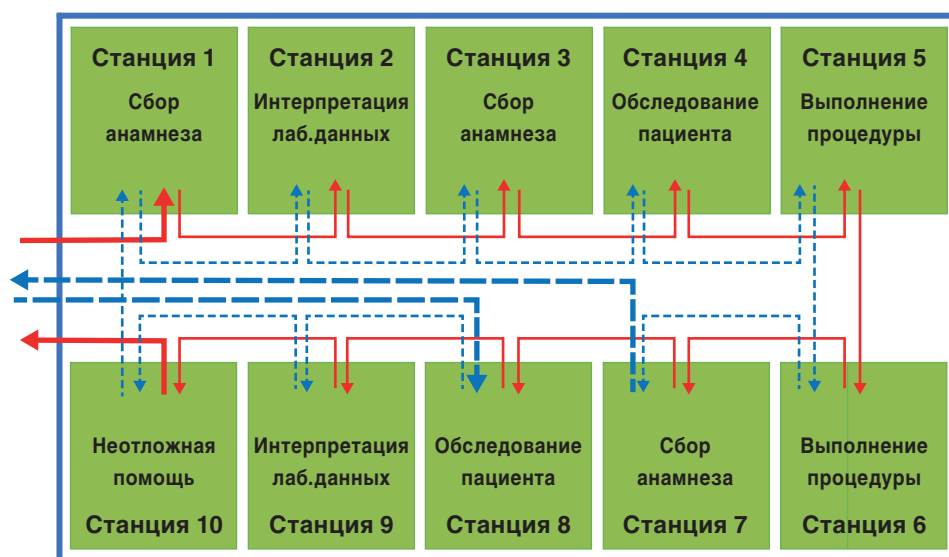 Станция 1
Сбор
анамнеза
Станция 2
Интерпретация
лаб.данных
Станция 3
Сбор
анамнеза
Станция 4
Обследование
пациента
Станция 5
Выполнение
процедуры
Неотложная
помощь
Станция 10
Интерпретация
лаб.данных
Станция 9
Обследование
пациента
Станция 8
Сбор
анамнеза
Станция 7
Выполнение
процедуры
Станция 6